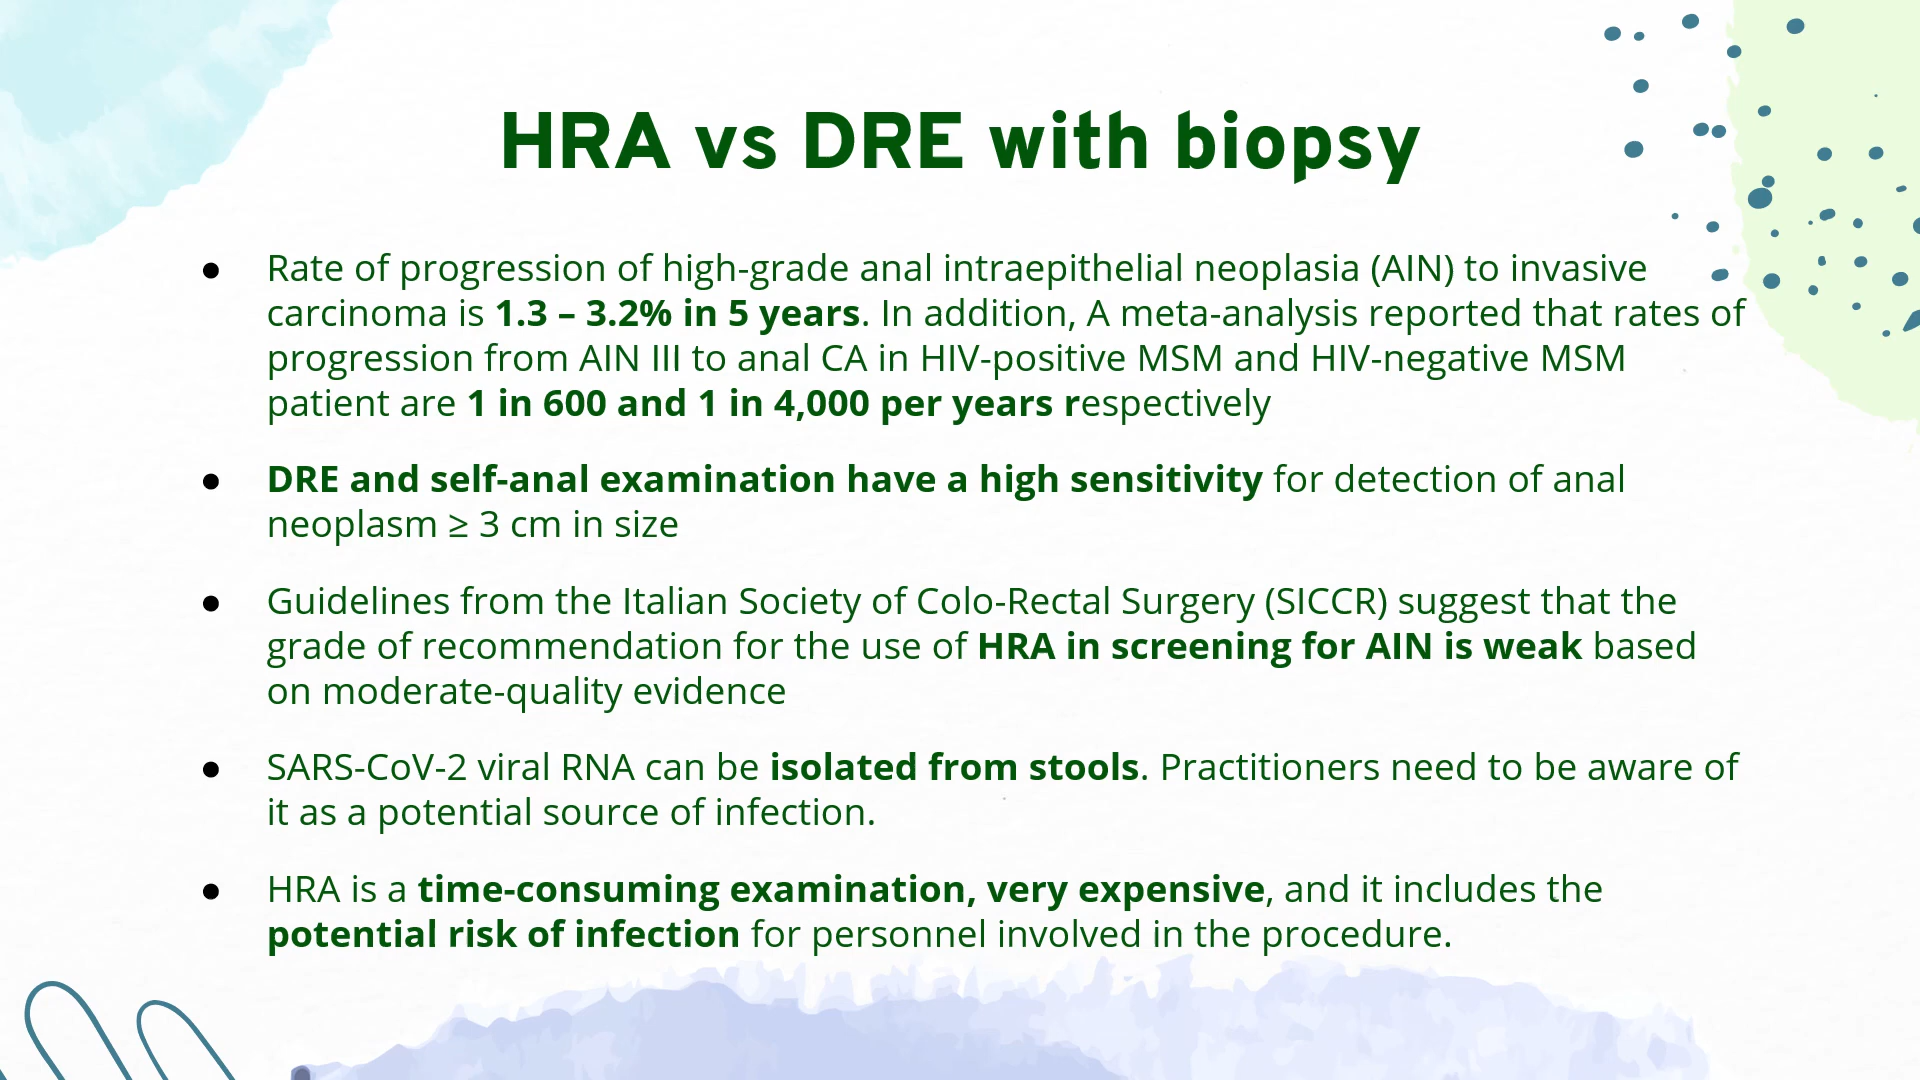 HRA vs DRE with biopsy
● Rate of progression of high-grade anal intraepithelial neoplasia (AIN) to invasive
carcinoma is 1.3 – 3.2% in 5 years. In addition, A meta-analysis reported that rates of
progression from AIN III to anal CA in HIV-positive MSM and HIV-negative MSM
patient are 1 in 600 and 1 in 4,000 per years respectively
● DRE and self-anal examination have a high sensitivity for detection of anal
neoplasm ≥ 3 cm in size
● Guidelines from the Italian Society of Colo-Rectal Surgery (SICCR) suggest that the
grade of recommendation for the use of HRA in screening for AIN is weak based
on moderate-quality evidence
● SARS-CoV-2 viral RNA can be isolated from stools. Practitioners need to be aware of
it as a potential source of infection.
● HRA is a time-consuming examination, very expensive, and it includes the
potential risk of infection for personnel involved in the procedure.